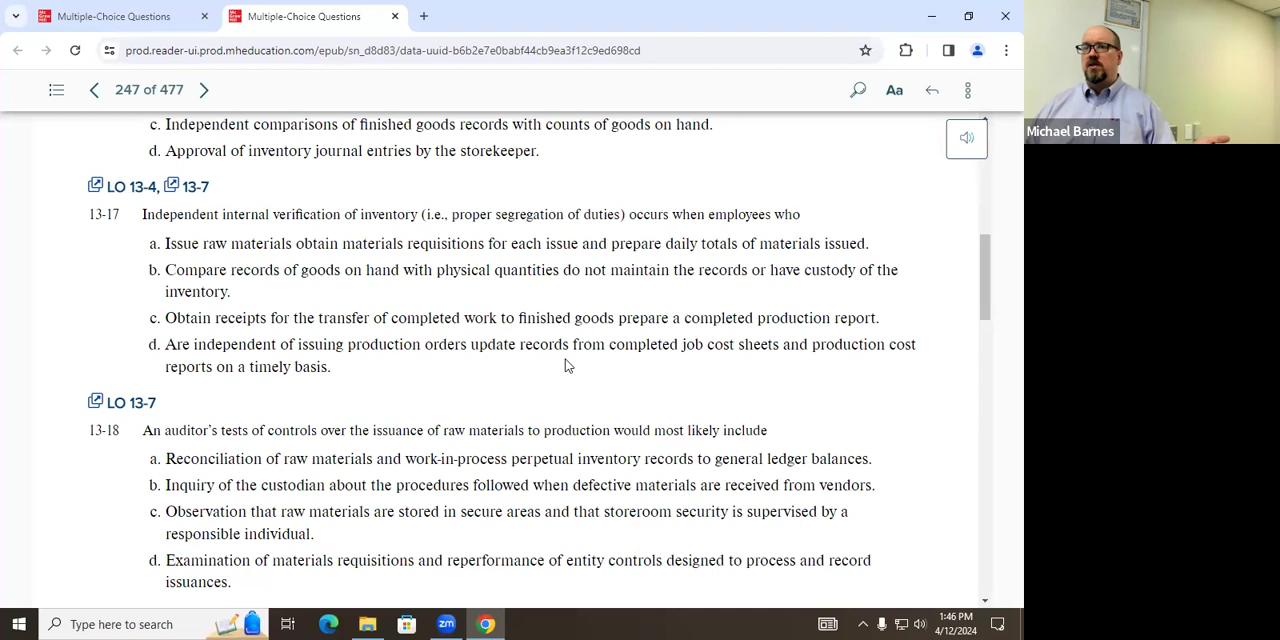 Multiple-Choice Questions
Multiple-Choice Questions
prod.reader-ui.prod.mheducation.com/epub/sn_d8d83/data-uuid-b6b2e7e0babf44cb9ea3f12c9ed698cd
247 of 477
Aa
c. Independent comparisons of finished goods records with counts of goods on hand.
d. Approval of inventory journal entries by the storekeeper.
LO 13-4, 13-7
13-17 Independent internal verification of inventory (i.e., proper segregation of duties) occurs when employees who
a. Issue raw materials obtain materials requisitions for each issue and prepare daily totals of materials issued.
b. Compare records of goods on hand with physical quantities do not maintain the records or have custody of the
inventory.
c. Obtain receipts for the transfer of completed work to finished goods prepare a completed production report.
d. Are independent of issuing production orders update records from completed job cost sheets and production cost
reports on a timely basis.
LO 13-7
13-18 An auditor's tests of controls over the issuance of raw materials to production would most likely include
a. Reconciliation of raw materials and work-in-process perpetual inventory records to general ledger balances.
b. Inquiry of the custodian about the procedures followed when defective materials are received from vendors.
c. Observation that raw materials are stored in secure areas and that storeroom security is supervised by a
responsible individual.
d. Examination of materials requisitions and reperformance of entity controls designed to process and record
issuances.
Michael Barnes
Type here to search
zm
1:46 PM
4/12/2024